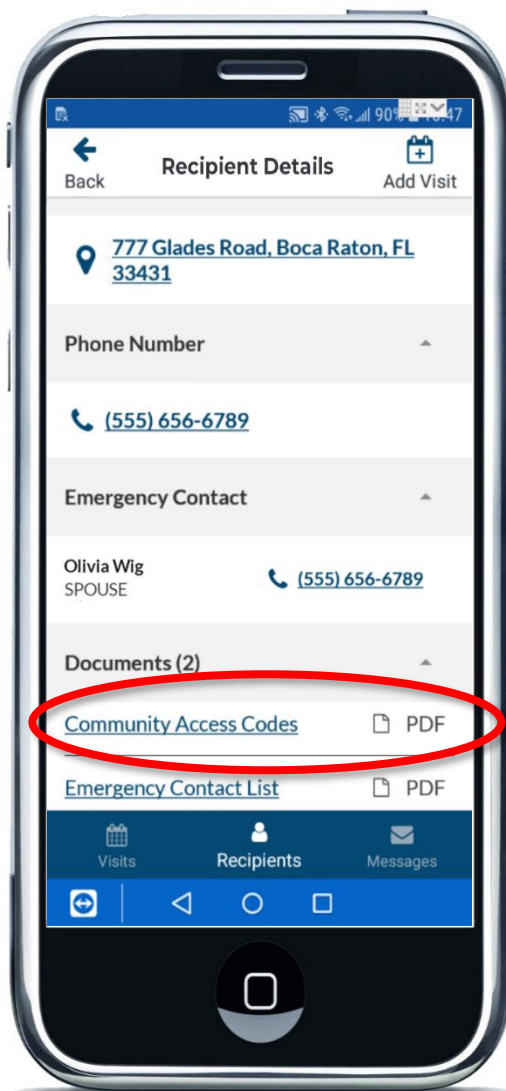 90%
47
Back
Recipient Details
Add Visit
777 Glades Road, Boca Raton, FL
33431
Phone Number
(555) 656-6789
Emergency Contact
Olivia Wig
SPOUSE
(555) 656-6789
Documents (2)
Community Access Codes
PDF
Emergency Contact List
PDF
Visits
Recipients
Messages